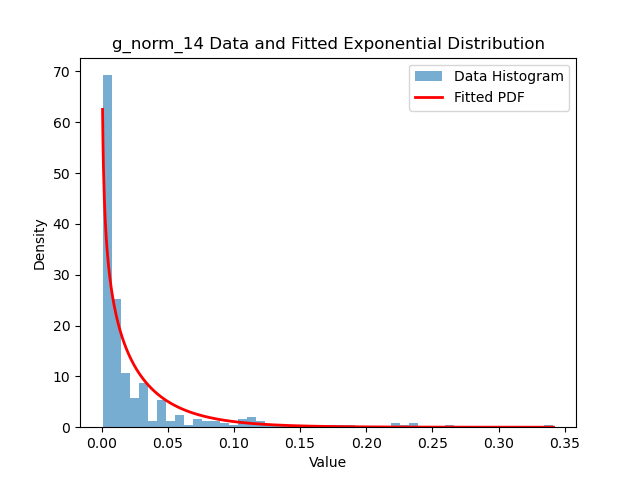 g_norm_14 Data and Fitted Exponential Distribution
Data Histogram
Fitted PDF
Density
70
60
50
40
30
20
10
0
0.00 0.05 0.10 0.15 0.20 0.25 0.30 0.35
Value